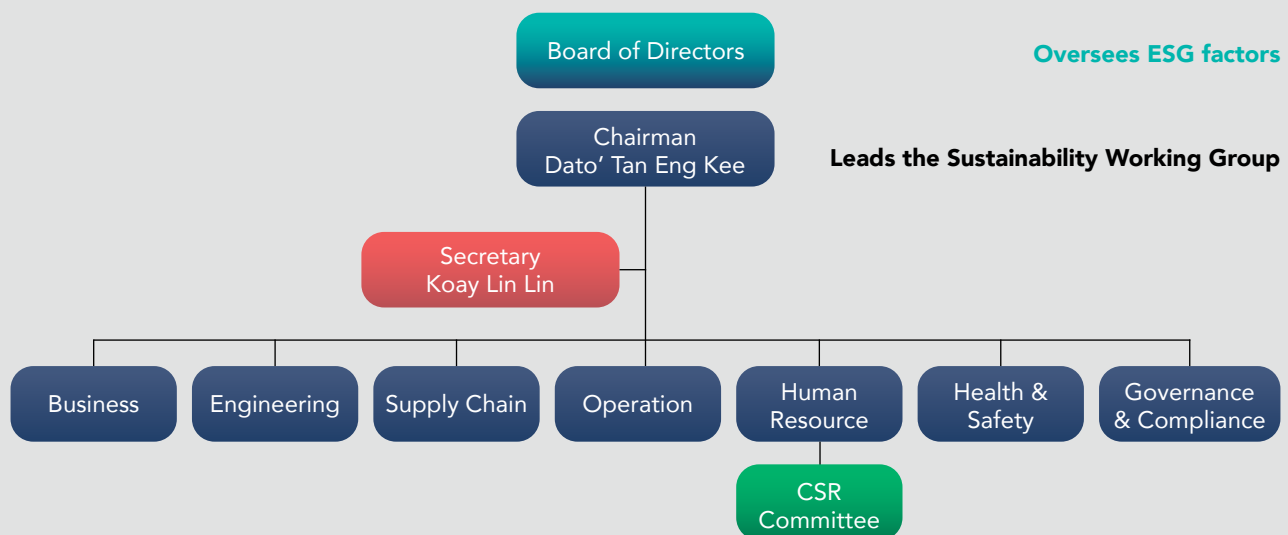 Board of Directors
Oversees ESG factors
Chairman
Dato’ Tan Eng Kee
Leads the Sustainability Working Group
Secretary
Koay Lin Lin
Business
Engineering
Supply Chain
Operation
Human
Resource
Health &
Safety
Governance
& Compliance
CSR
Committee